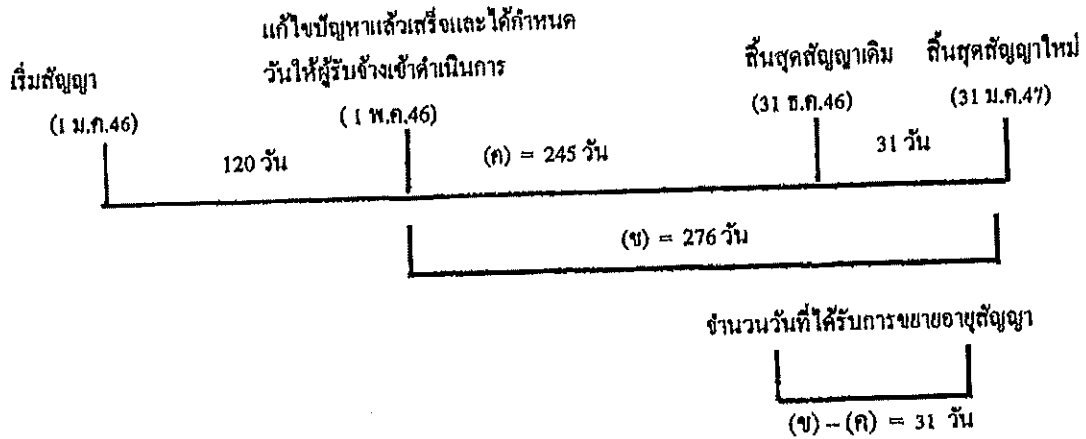 แก้ไขปัญหาแล้วเสร็จและได้กำหนด
วันให้ผู้รับจ้างเข้าดำเนินการ
เริ่มสัญญา
สิ้นสุดสัญญาเดิม
สิ้นสุดสัญญาใหม่
(1 ม.ค.46)
(1 พ.ค.46)
(31 ธ.ค.46)
(31 ม.ค.47)
120 วัน
(ค) = 245 วัน
31 วัน
(ข) = 276 วัน
จำนวนวันที่ได้รับการขยายอายุสัญญา
(ข) – (ค) = 31 วัน